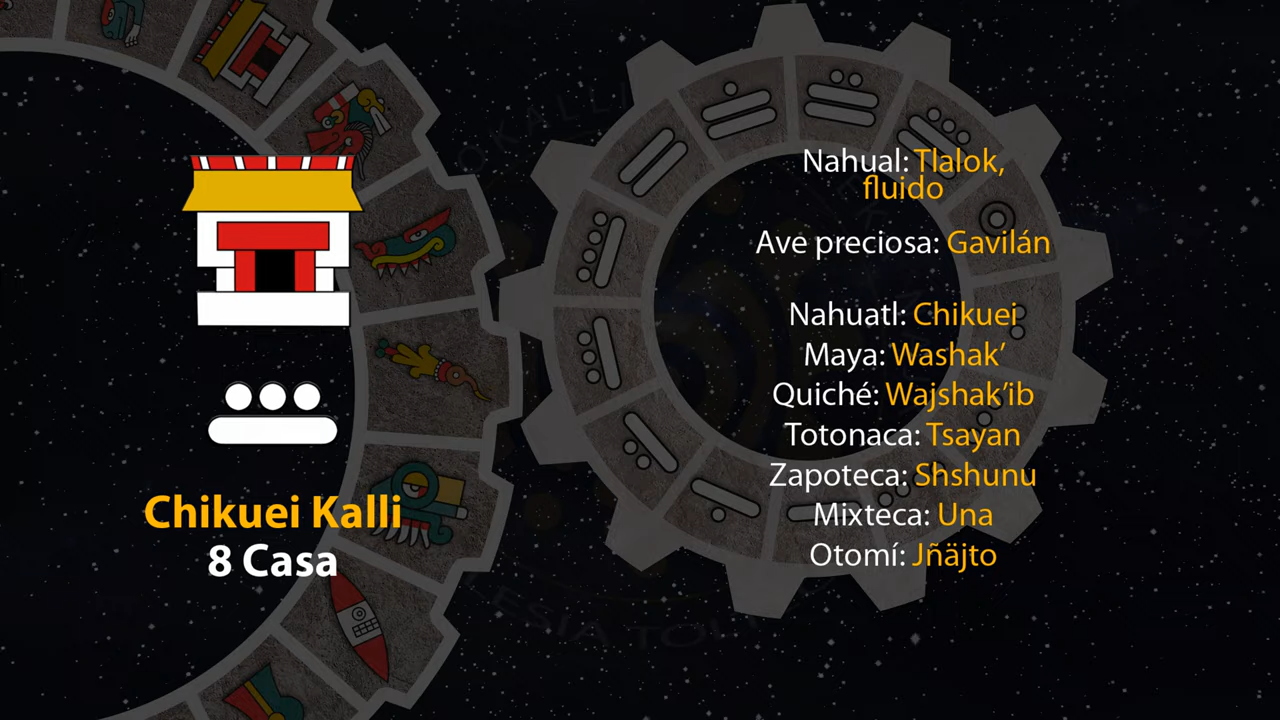 Nahual: Tlalok,
fluido
Ave preciosa: Gavilán
Nahuatl: Chikuei
Maya: Washak’
Quiché: Wajshak’ib
Totonaca: Tsayan
Zapoteca: Shshunu
Mixteca: Una
Otomí: Jñäjto
Chikuei Kalli
8 Casa